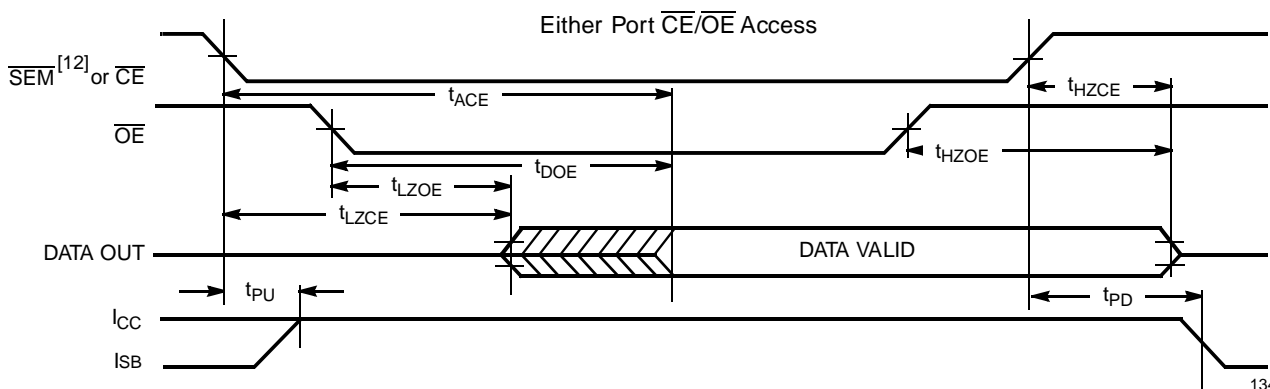 Either Port CE/OE Access
SEM[12] or CE
tACE
tHZCE
OE
tHZOE
tDOE
tLZOE
tLZCE
DATA OUT
DATA VALID
tPU
tPD
ICC
ISB
134